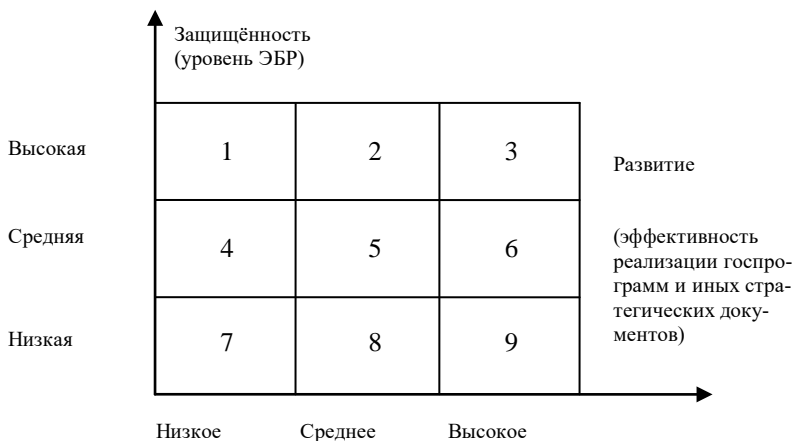 Защищённость
(уровень ЭБР)
Высокая
1 2 3
Развитие
Средняя
4 5 6
(эффективность
реализации госпро-
грамм и иных стра-
тегических доку-
ментов)
Низкая
7 8 9
Низкое Среднее Высокое